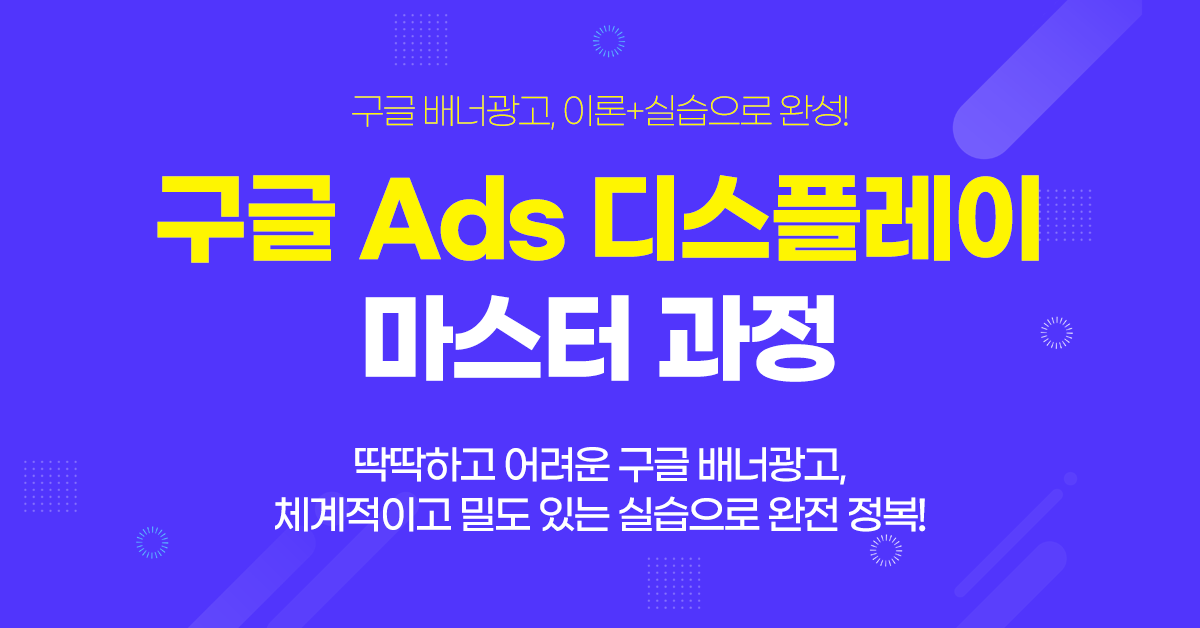 구글 배너광고, 이론+실습으로 완성!
구글 Ads 디스플레이
마스터 과정
딱딱하고 어려운 구글 배너광고,
체계적이고 밀도 있는 실습으로 완전 정복!